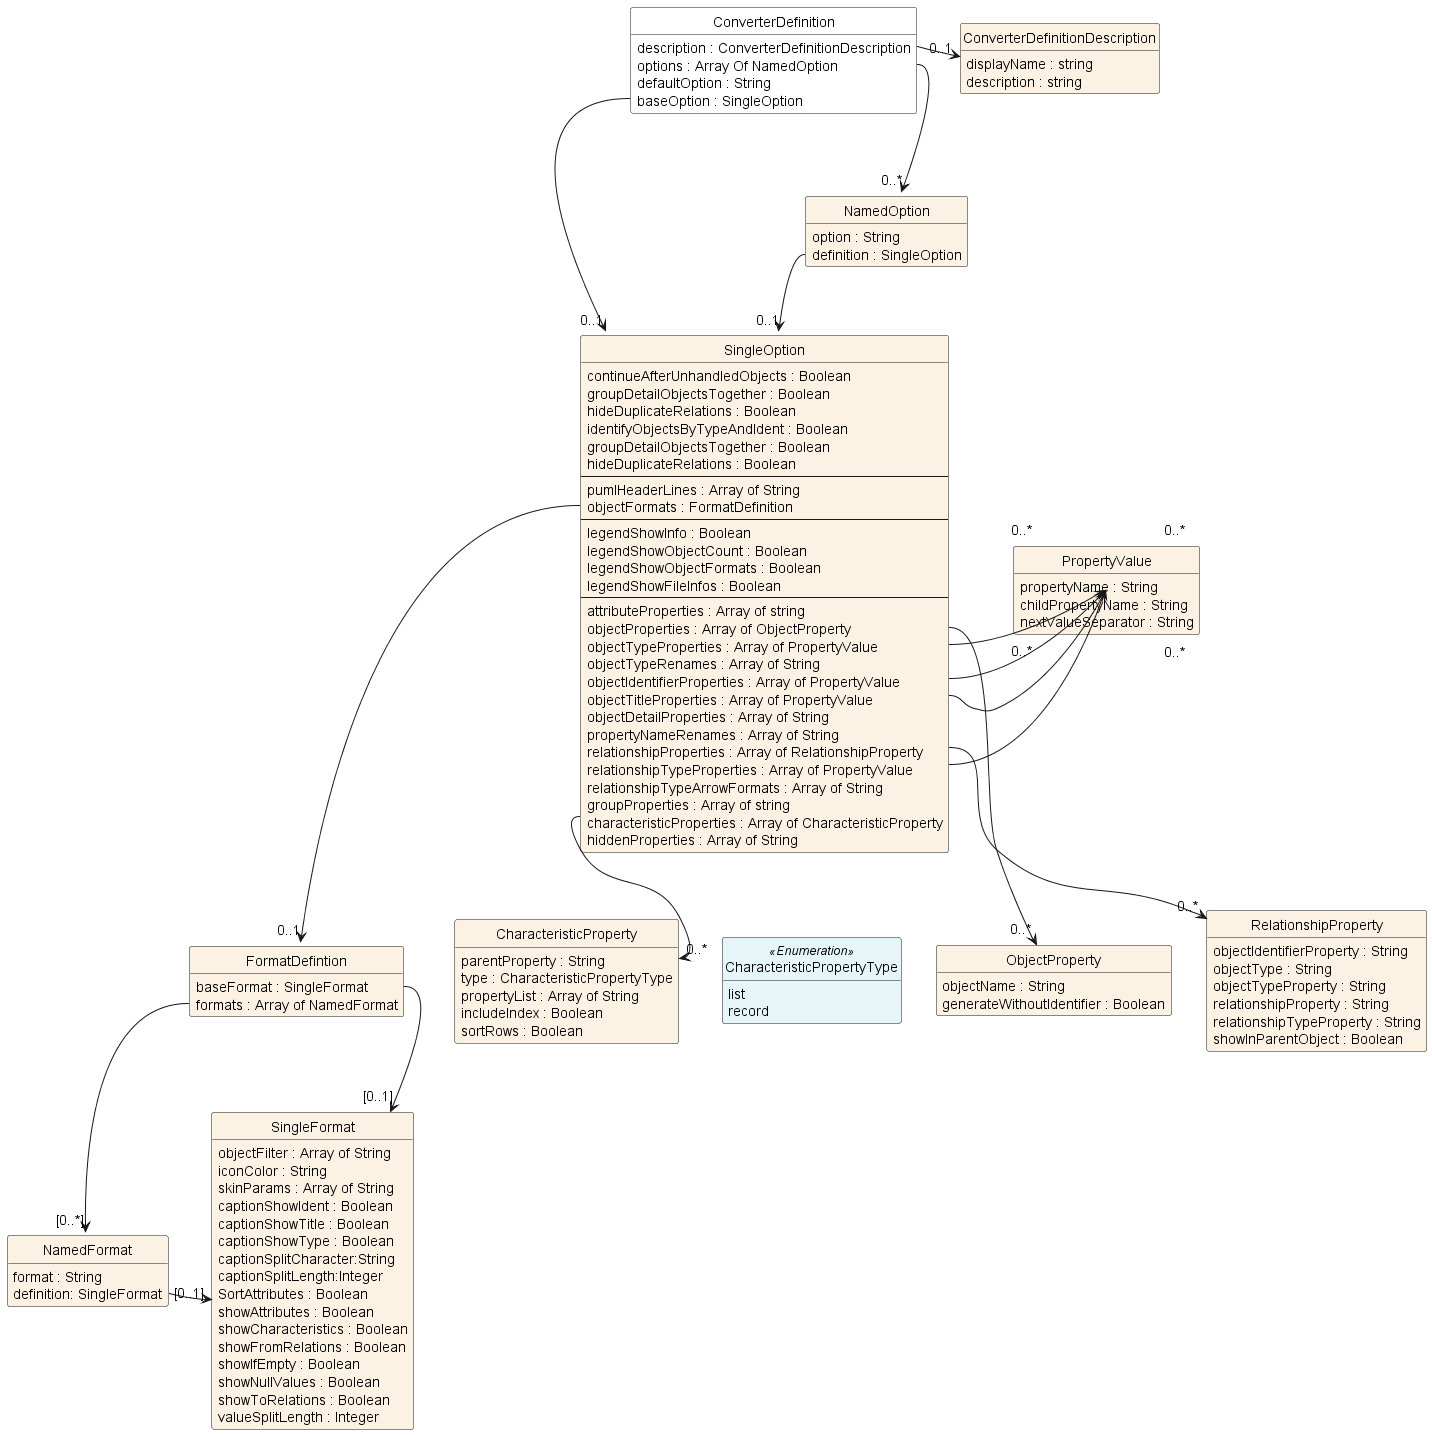 ConverterDefinition
description : ConverterDefinitionDescription
options : Array Of NamedOption
defaultOption : String
baseOption : SingleOption
0..1
ConverterDefinitionDescription
displayName : string
description : string
0..*
NamedOption
option : String
definition : SingleOption
0..1
0..1
SingleOption
continueAfterUnhandledObjects : Boolean
groupDetailObjectsTogether : Boolean
hideDuplicateRelations : Boolean
identifyObjectsByTypeAndIdent : Boolean
groupDetailObjectsTogether : Boolean
hideDuplicateRelations : Boolean
pumlHeaderLines : Array of String
objectFormats : FormatDefinition
legendShowInfo : Boolean
legendShowObjectCount : Boolean
legendShowObjectFormats : Boolean
legendShowFileInfos : Boolean
attributeProperties : Array of string
objectProperties : Array of ObjectProperty
objectTypeProperties : Array of PropertyValue
objectTypeRenames : Array of String
objectIdentifierProperties : Array of PropertyValue
objectTitleProperties : Array of PropertyValue
objectDetailProperties : Array of String
propertyNameRenames : Array of String
relationshipProperties : Array of RelationshipProperty
relationshipTypeProperties : Array of PropertyValue
relationshipTypeArrowFormats : Array of String
groupProperties : Array of string
characteristicProperties : Array of CharacteristicProperty
hiddenProperties : Array of String
0..*
0..*
PropertyValue
propertyName : String
childPropertyName : String
nextValueSeparator : String
0..*
0..*
0..1
FormatDefintion
baseFormat : SingleFormat
formats : Array of NamedFormat
CharacteristicProperty
parentProperty : String
type : CharacteristicPropertyType
propertyList : Array of String
includeIndex : Boolean
sortRows : Boolean
0..*
«Enumeration»
CharacteristicPropertyType
list
record
0..*
ObjectProperty
objectName : String
generateWithoutIdentifier : Boolean
0..*
RelationshipProperty
objectIdentifierProperty : String
objectType : String
objectTypeProperty : String
relationshipProperty : String
relationshipTypeProperty : String
showInParentObject : Boolean
[0..1]
SingleFormat
objectFilter : Array of String
iconColor : String
skinParams : Array of String
captionShowIdent : Boolean
captionShowTitle : Boolean
captionShowType : Boolean
captionSplitCharacter:String
captionSplitLength:Integer
SortAttributes : Boolean
showAttributes : Boolean
showCharacteristics : Boolean
showFromRelations : Boolean
showIfEmpty : Boolean
showNullValues : Boolean
showToRelations : Boolean
valueSplitLength : Integer
[0..*]
NamedFormat
format : String
definition: SingleFormat
[0..1]